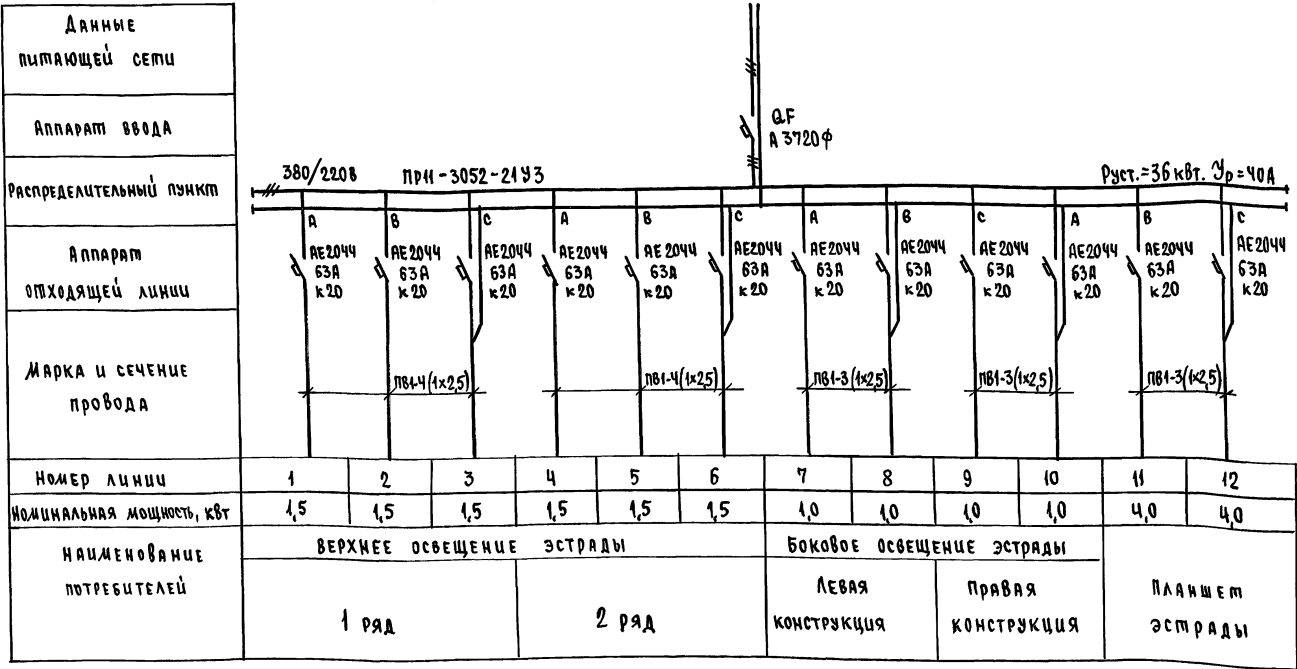 Данные
питающей сети
Аппарат ввода
QF
А3720Ф
Распределительный пункт
380/220В
ПР11-3052-21У3
Руст.=36квт. Ур=40А
А
В
С
А
В
С
А
В
С
А
В
С
Аппарат
отходящей линии
АЕ2044
63А
к20
АЕ2044
63А
к20
АЕ2044
63А
к20
АЕ2044
63А
к20
АЕ2044
63А
к20
АЕ2044
63А
к20
АЕ2044
63А
к20
АЕ2044
63А
к20
АЕ2044
63А
к20
АЕ2044
63А
к20
АЕ2044
63А
к20
АЕ2044
63А
к20
Марка и сечение
провода
ПВ1-4(1х2,5)
ПВ1-4(1х2,5)
ПВ1-3(1х2,5)
ПВ1-3(1х2,5)
ПВ1-3(1х2,5)
Номер линии
1
2
3
4
5
6
7
8
9
10
11
12
Номинальная мощность, квт
1,5
1,5
1,5
1,5
1,5
1,5
1,0
1,0
1,0
1,0
4,0
4,0
Наименование
потребителей
Верхнее освещение эстрады
Боковое освещение эстрады
1 ряд
2 ряд
Левая
конструкция
Правая
конструкция
Планшет
эстрады